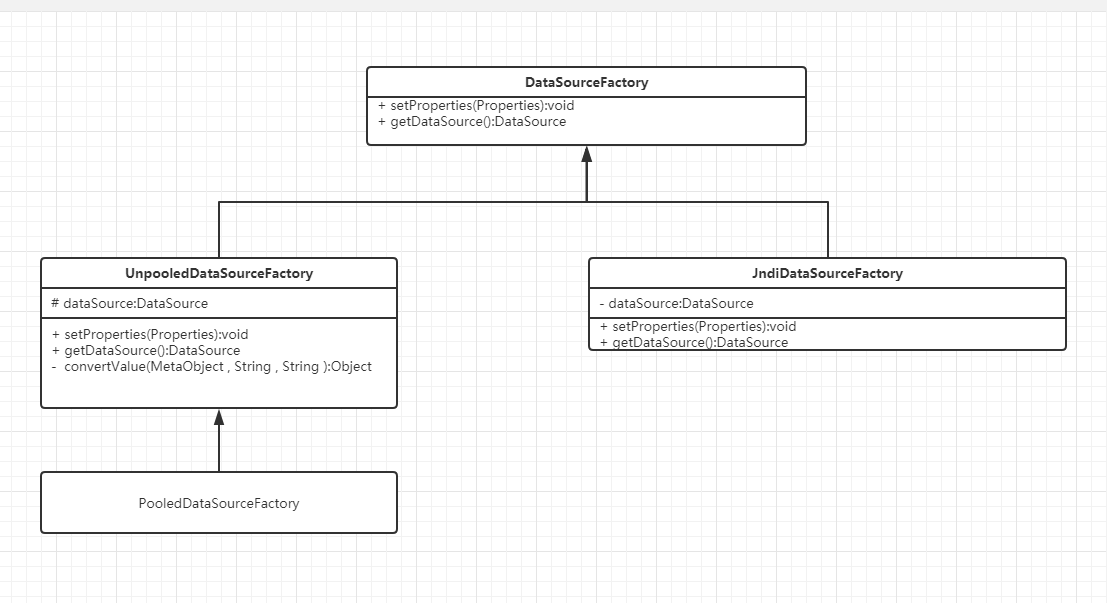 DataSourceFactory
+ setProperties(Properties):void
+ getDataSource():DataSource
UnpooledDataSourceFactory
# dataSource:DataSource
+ setProperties(Properties):void
+ getDataSource():DataSource
- convertValue(MetaObject , String , String ):Object
JndiDataSourceFactory
- dataSource:DataSource
+ setProperties(Properties):void
+ getDataSource():DataSource
PooledDataSourceFactory